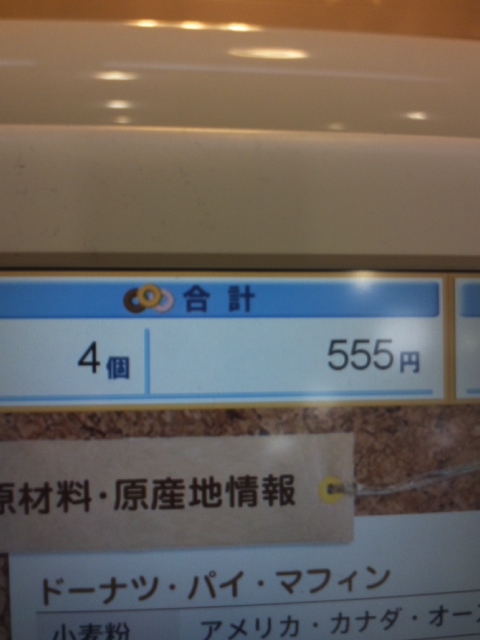 合計
4個 555円
原材料・原産地情報
ドーナツ・パイ・マフィン
小麦粉 アメリカ・カナダ・オー